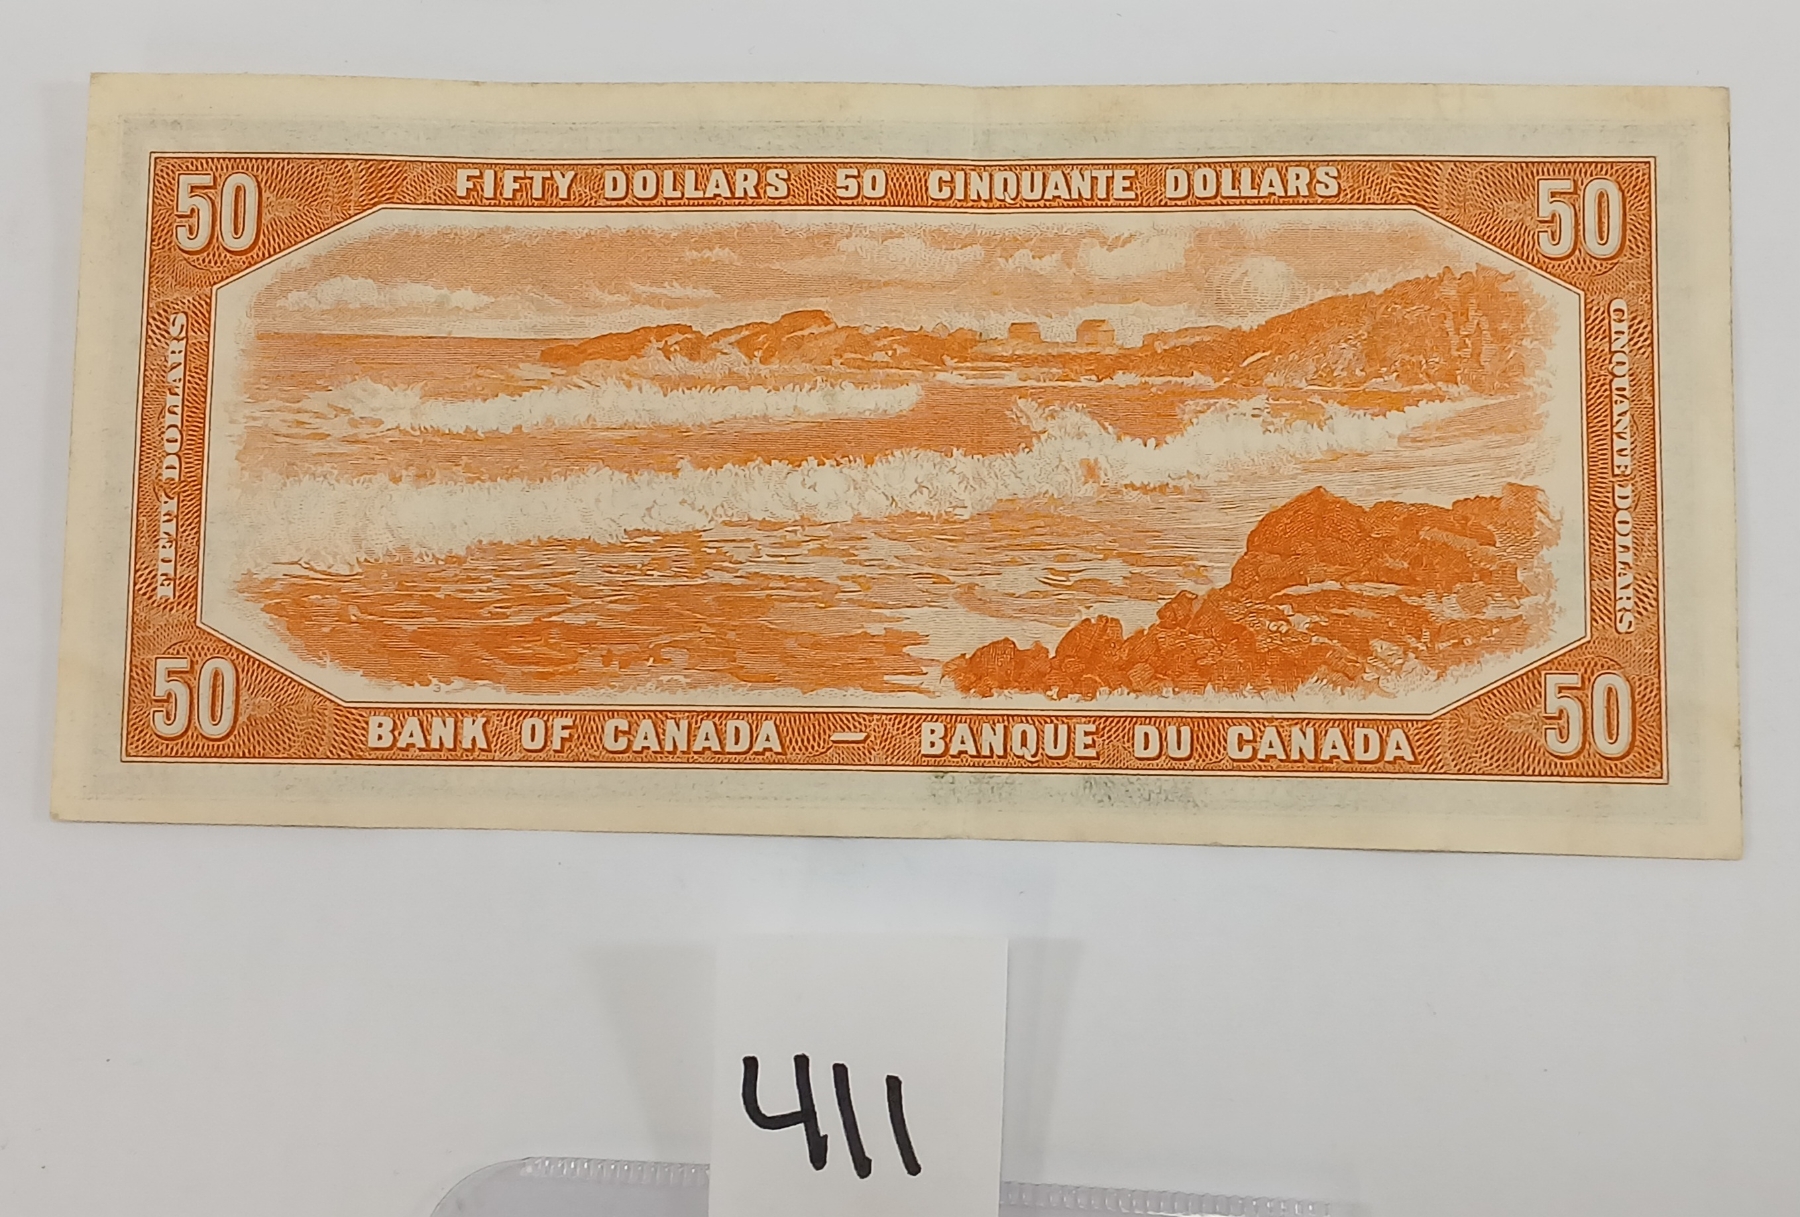 50
FIFTY DOLLARS 50 CINQUANTE DOLLARS
50
FIFTY DOLLARS
CINQUANTE DOLLARS
50
BANK OF CANADA — BANQUE DU CANADA
50
411